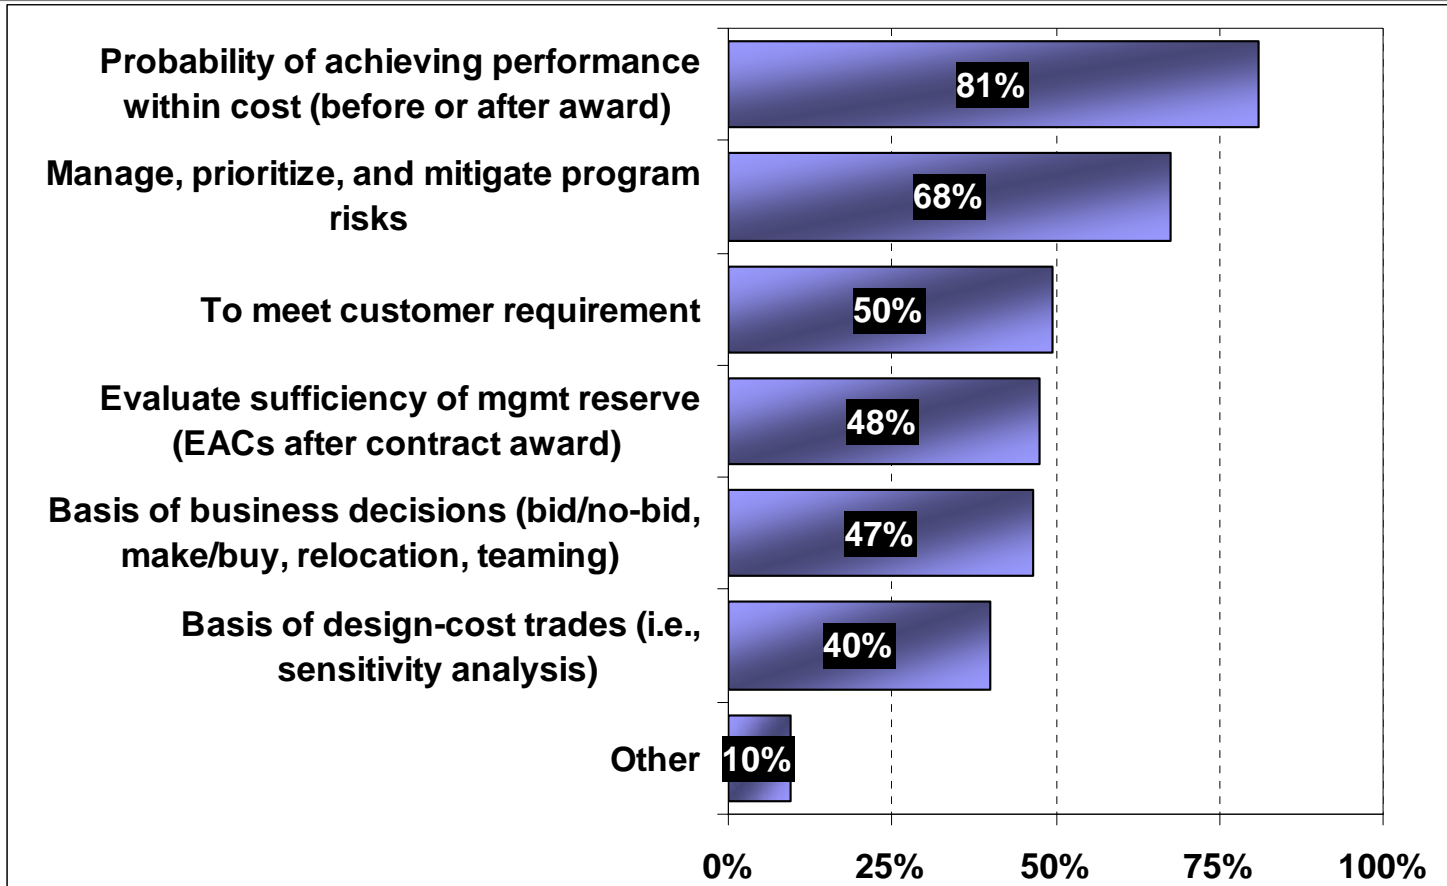 Probability of achieving performance
within cost (before or after award)
81%
Manage, prioritize, and mitigate program
risks
68%
To meet customer requirement
50%
Evaluate sufficiency of mgmt reserve
(EACs after contract award)
48%
Basis of business decisions (bid/no-bid,
make/buy, relocation, teaming)
47%
Basis of design-cost trades (i.e.,
sensitivity analysis)
40%
Other
10%
0% 25% 50% 75% 100%